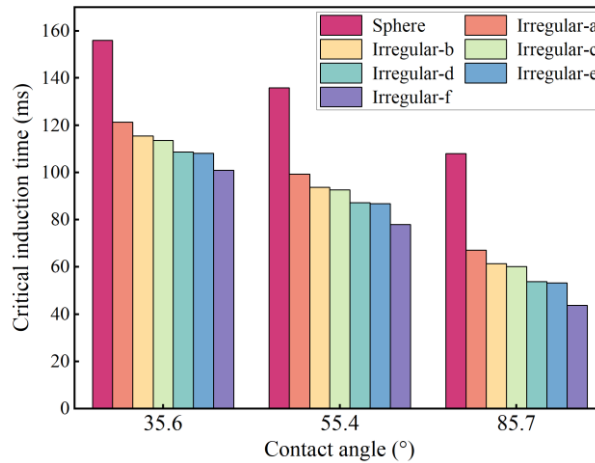 160
140
120
100
80
60
40
20
0
Critical induction time (ms)
Sphere
Irregular-a
Irregular-b
Irregular-c
Irregular-d
Irregular-e
Irregular-f
35.6
55.4
85.7
Contact angle (°)